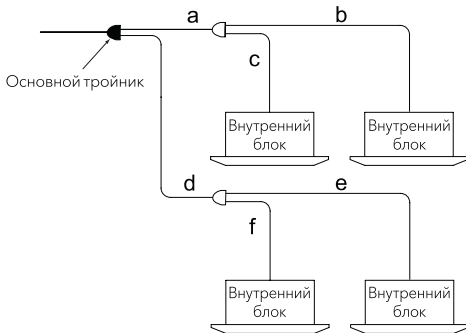 a
b
c
Основной тройник
Внутренний
блок
Внутренний
блок
d
e
f
Внутренний
блок
Внутренний
блок